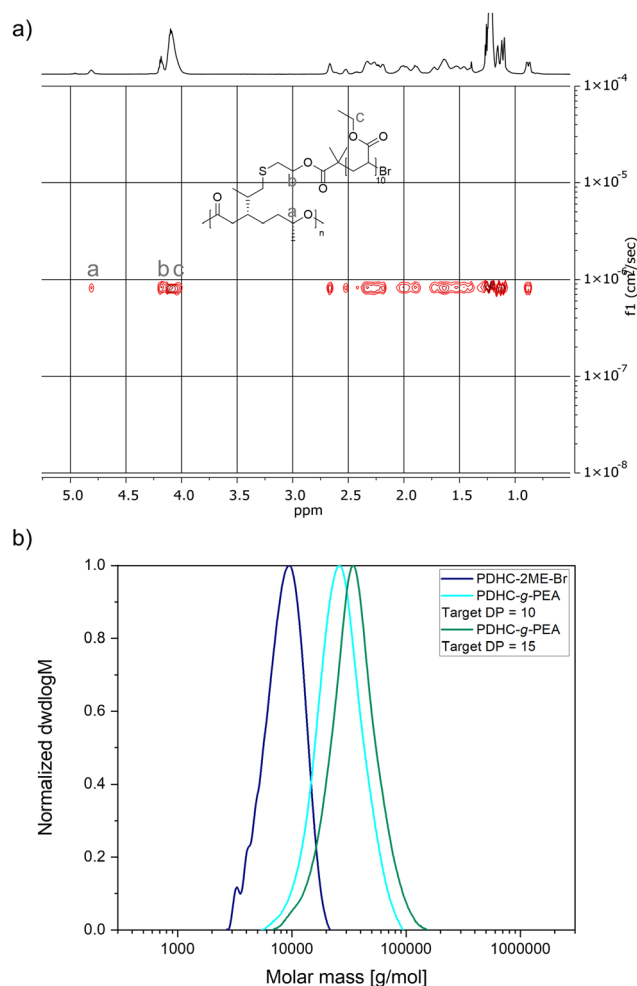 a)
c
O
O
S
O
b
O
Br
10
O
a
O
n
a
b c
1×10⁻⁴
1×10⁻⁵
1×10⁻⁶
1×10⁻⁷
1×10⁻⁸
f1 (cm²/sec)
5.0 4.5 4.0 3.5 3.0 2.5 2.0 1.5 1.0
ppm
b)
1.0
0.8
0.6
0.4
0.2
0.0
Normalized dwdlogM
PDHC-2ME-Br
PDHC-g-PEA
Target DP = 10
PDHC-g-PEA
Target DP = 15
1000 10000 100000 1000000
Molar mass [g/mol]